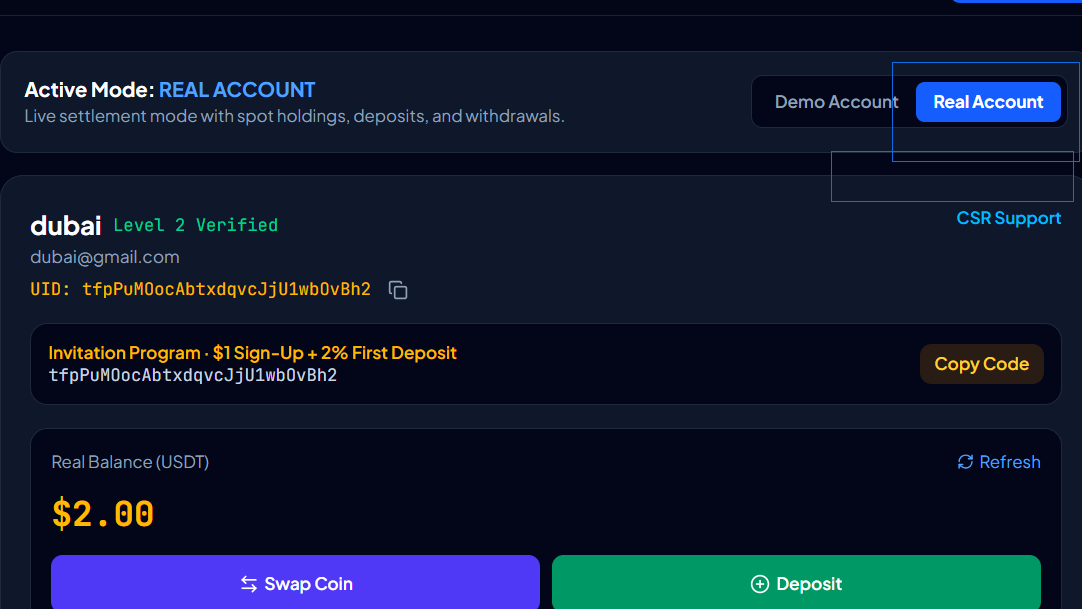 Active Mode: REAL ACCOUNT
Live settlement mode with spot holdings, deposits, and withdrawals.
Demo Account
Real Account
dubai Level 2 Verified
CSR Support
dubai@gmail.com
UID: tfpPuMOocAbtxdqvcJjU1wbOvBh2
Invitation Program · $1 Sign-Up + 2% First Deposit
tfpPuMOocAbtxdqvcJjU1wbOvBh2
Copy Code
Real Balance (USDT)
Refresh
$2.00
Swap Coin
Deposit